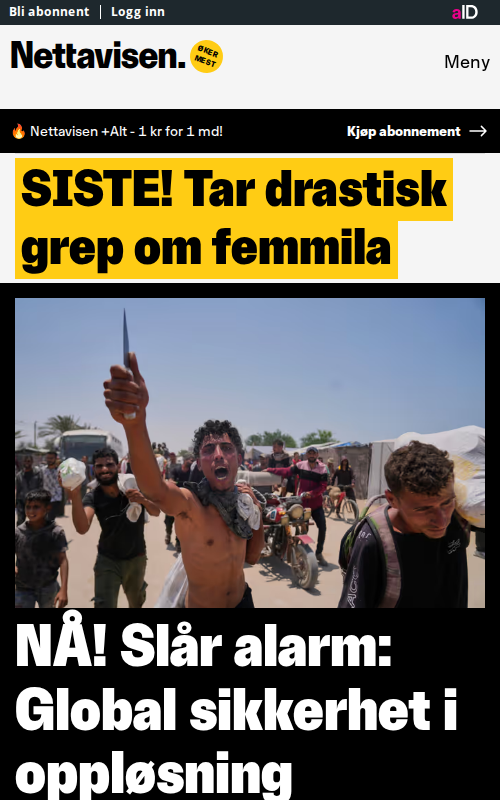 Bli abonnent Logg inn
aID
Nettavisen. ØKER MEST
Meny
🔥 Nettavisen +Alt - 1 kr for 1 md! Kjøp abonnement →
SISTE! Tar drastisk
grep om femmila
NÅ! Slår alarm:
Global sikkerhet i
oppløsning